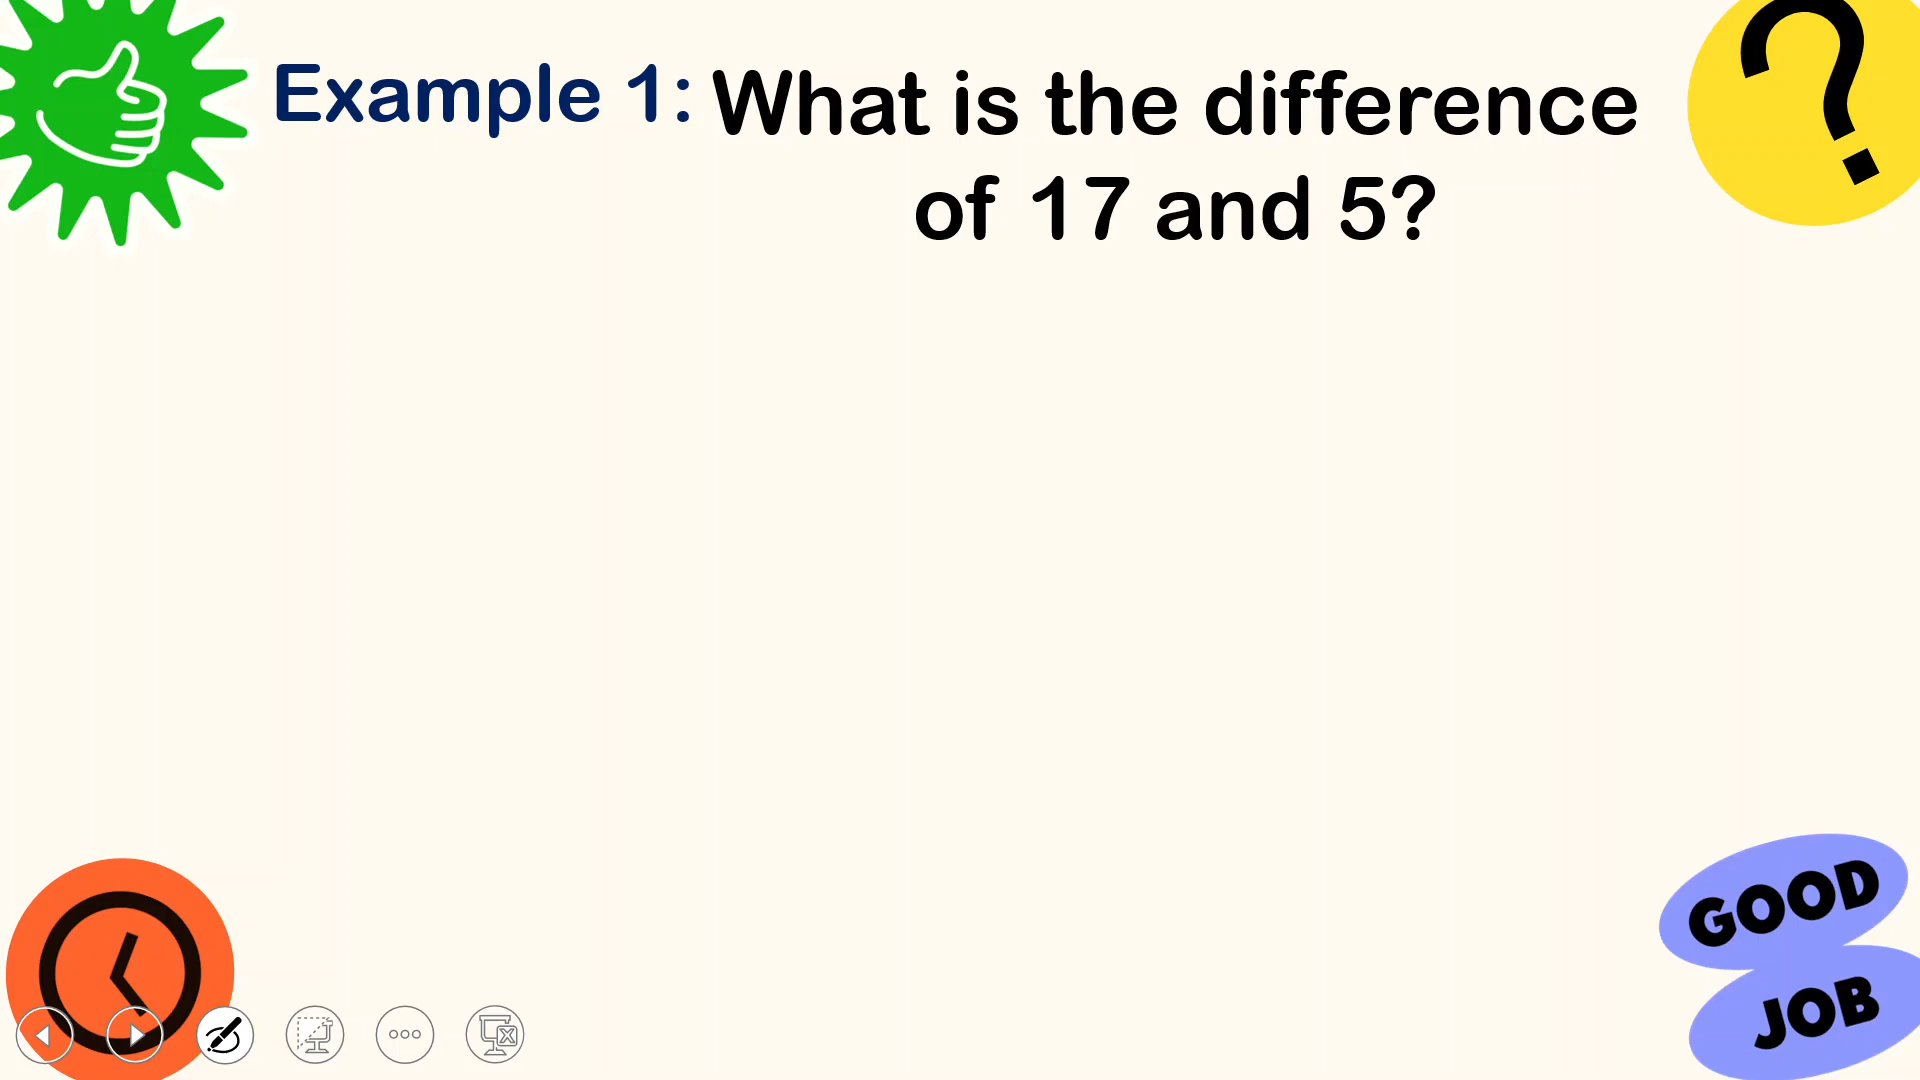 Example 1: What is the difference
of 17 and 5?
?
GOOD
JOB